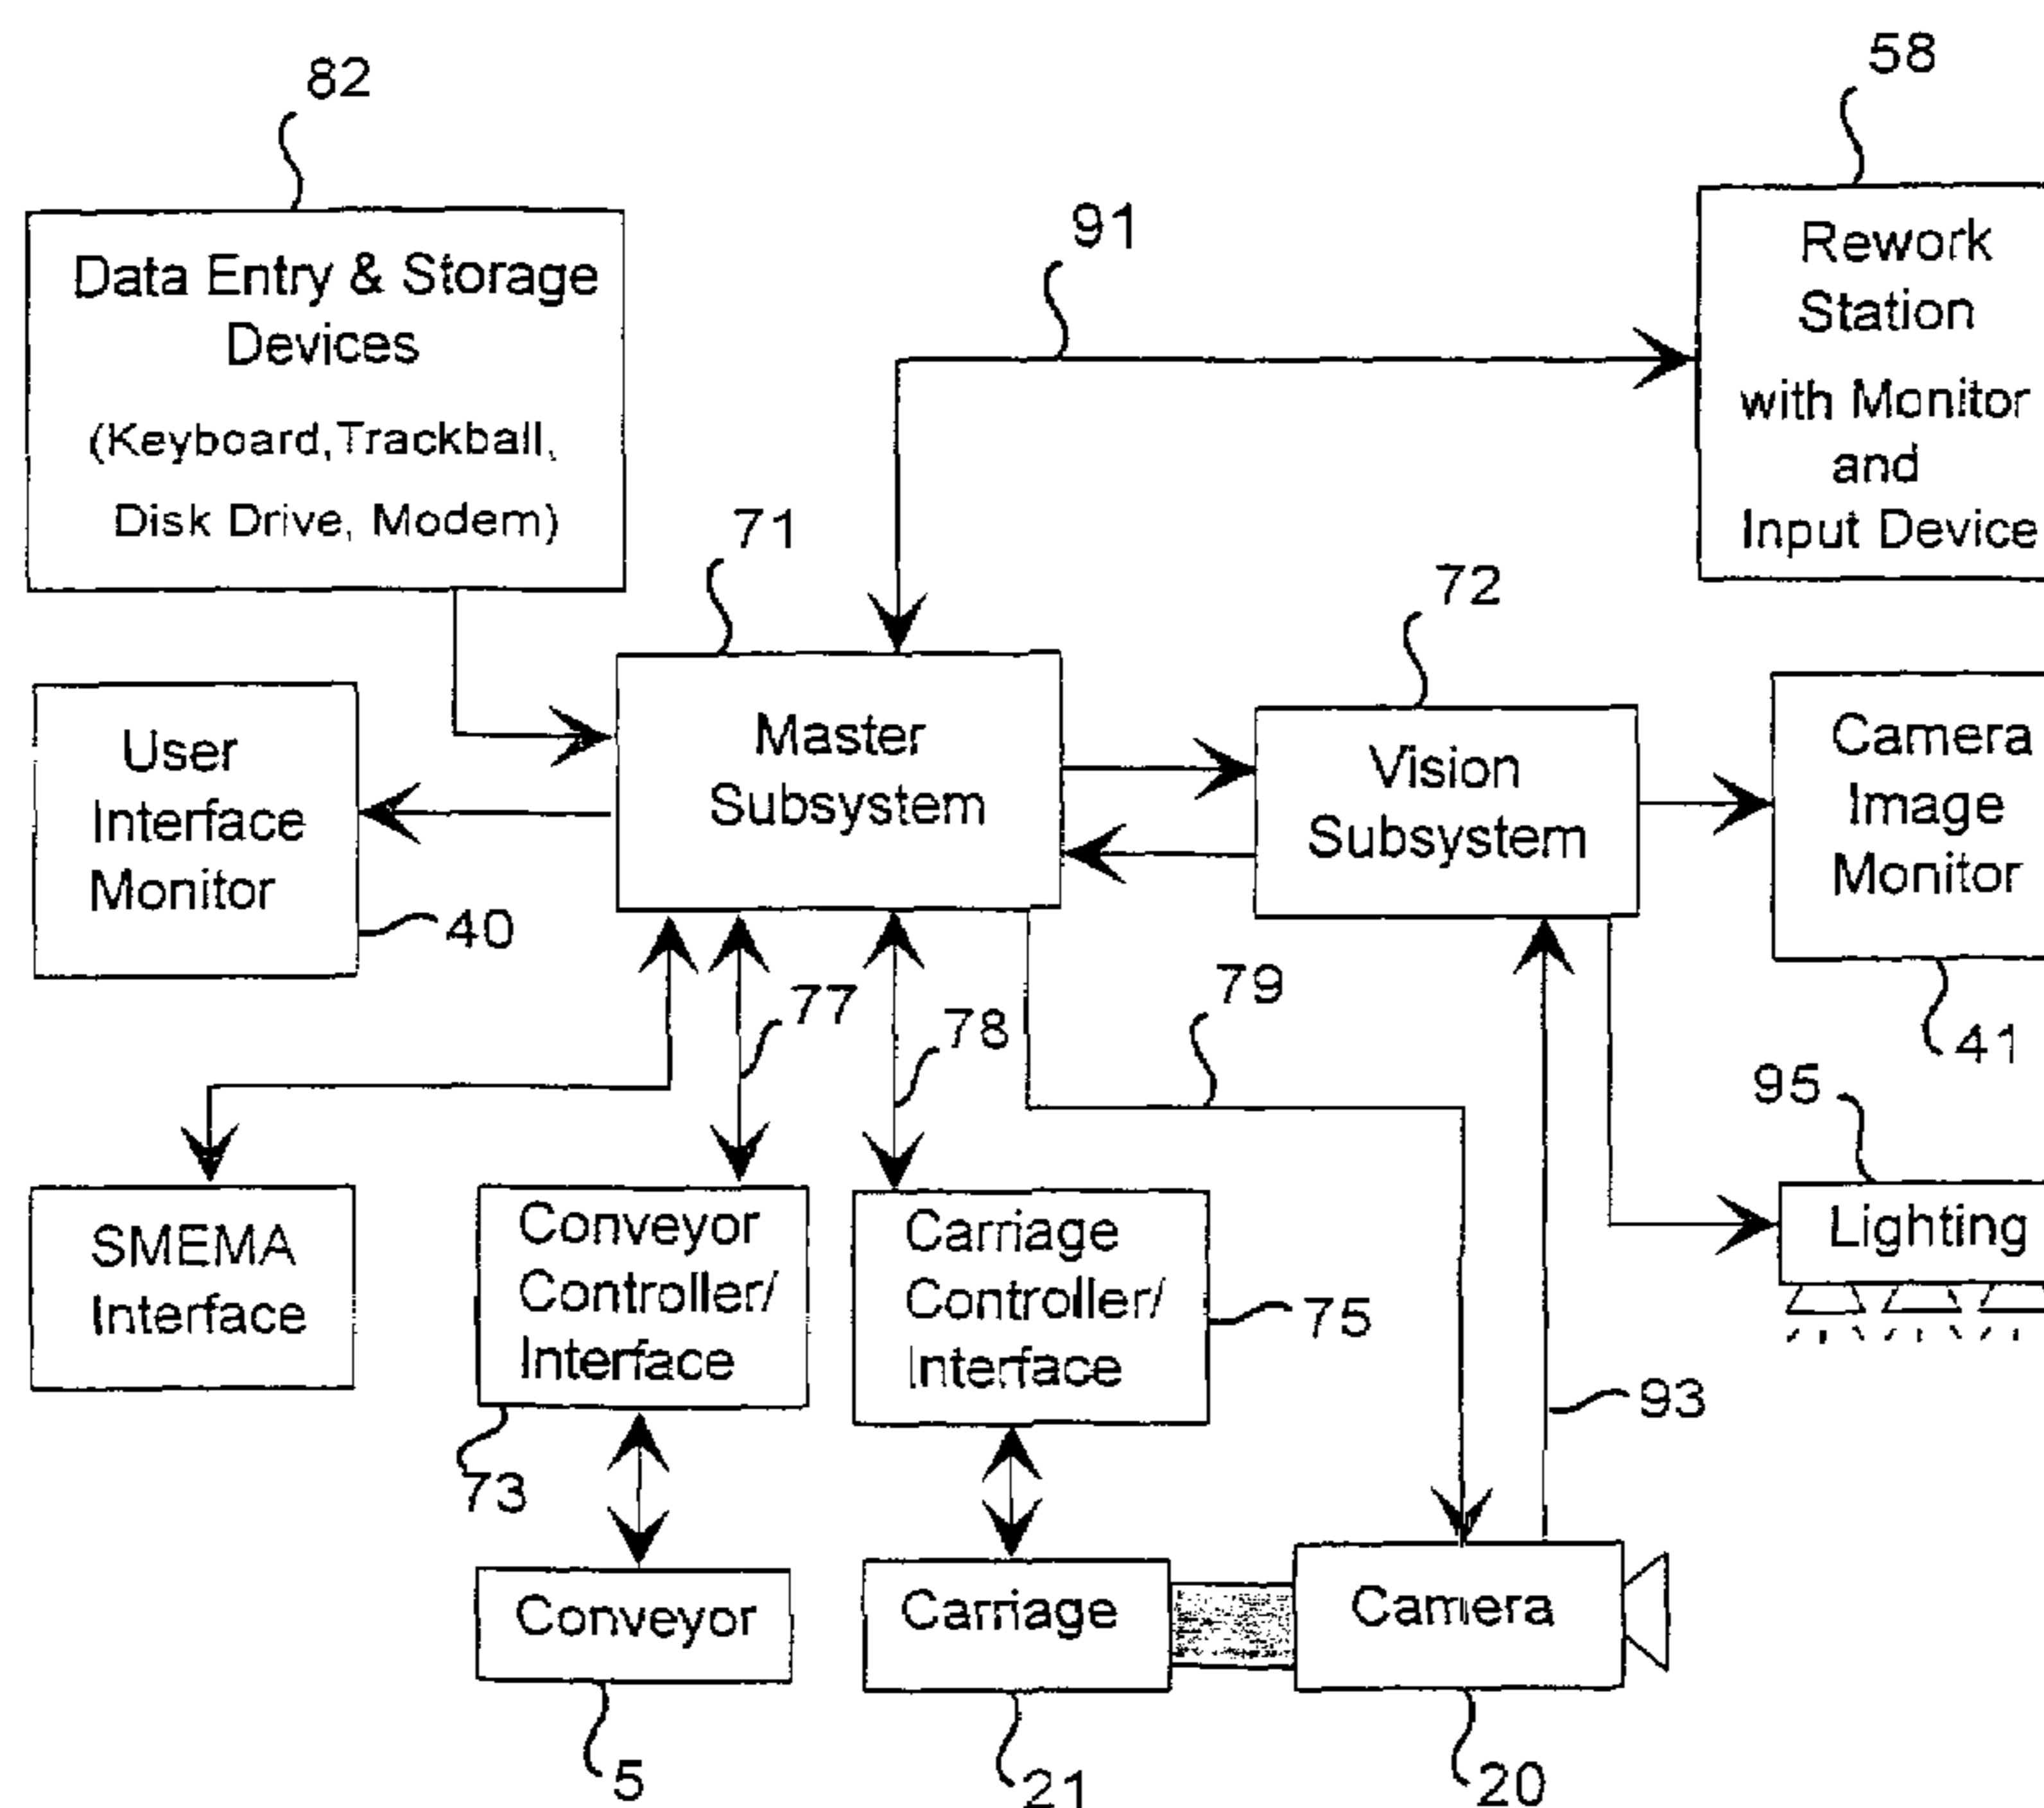 82
58
91
Data Entry & Storage
Devices
(Keyboard, Trackball,
Disk Drive, Modem)
Rework
Station
with Monitor
and
Input Device
71
72
User
Interface
Monitor
40
Master
Subsystem
Vision
Subsystem
Camera
Image
Monitor
41
77
78
79
95
SMEMA
Interface
Conveyor
Controller/
Interface
73
Carriage
Controller/
Interface
75
Lighting
93
Conveyor
5
Carriage
21
Camera
20